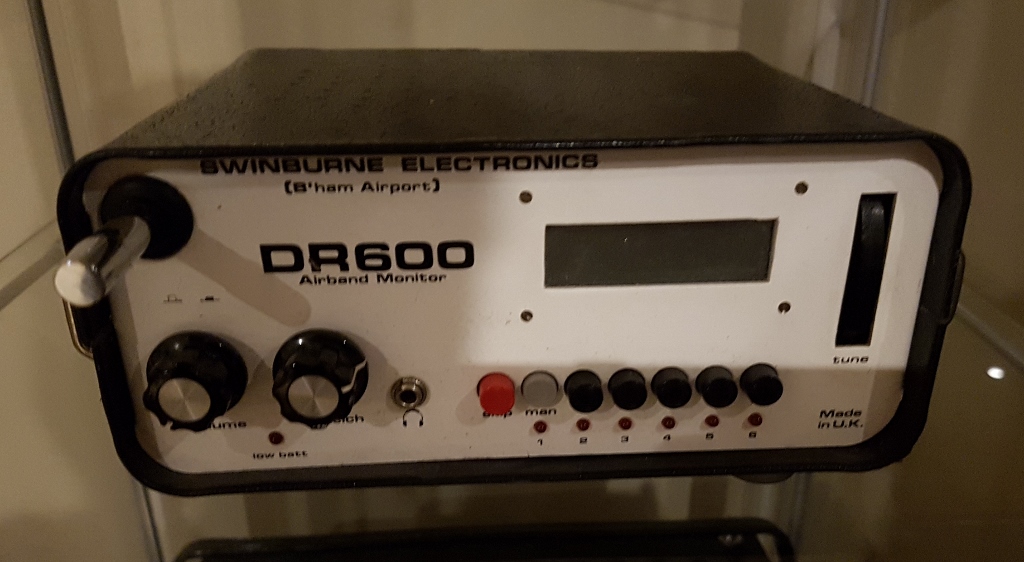 SWINBURNE ELECTRONICS
(B'ham Airport)
DR600
Airband Monitor
tune
man
Made
in U.K.
1 2 3 4 5 6
low batt